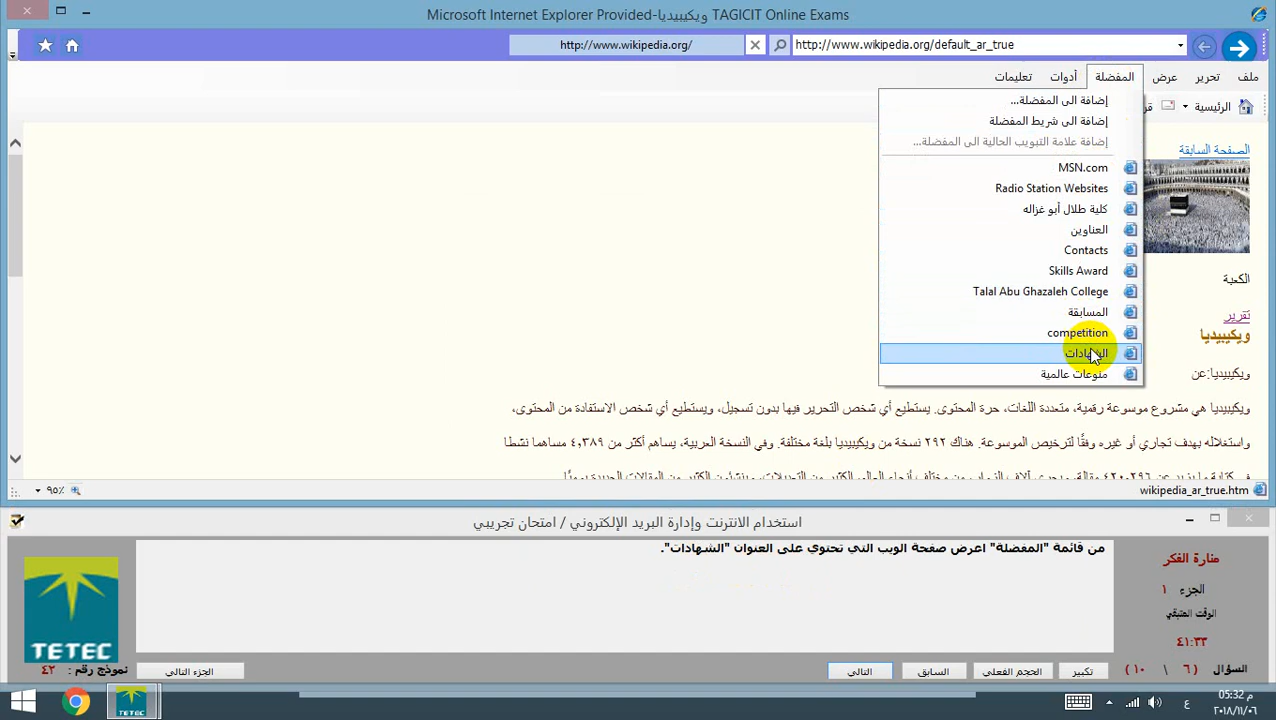 ويكيبيديا-Microsoft Internet Explorer Provided TAGICIT Online Exams
http://www.wikipedia.org/default_ar_true
http://www.wikipedia.org/
ملف تحرير عرض المفضلة أدوات تعليمات
الرئيسية
إضافة الى المفضلة...
إضافة الى شريط المفضلة
إضافة علامة التبويب الحالية الى المفضلة...
MSN.com
Radio Station Websites
كلية طلال أبو غزاله
العناوين
Contacts
Skills Award
Talal Abu Ghazaleh College
المسابقة
competition
الشهادات
منوعات عالمية
الصفحة السابقة
الكعبة
تقرير
ويكيبيديا
ويكيبيديا:عن
ويكيبيديا هي مشروع موسوعة رقمية، متعددة اللغات، حرة المحتوى. يستطيع أي شخص التحرير فيها بدون تسجيل، ويستطيع أي شخص الاستفادة من المحتوى،
واستغلاله بهدف تجاري أو غيره وفقًا لترخيص الموسوعة. هناك ٢٩٢ نسخة من ويكيبيديا بلغة مختلفة. وفي النسخة العربية، يساهم أكثر من ٤,٣٨٩ مساهما نشطا
wikipedia_ar_true.htm
٩٥٪
استخدام الانترنت وإدارة البريد الإلكتروني / امتحان تجريبي
منارة الفكر
الجزء ١
الوقت المتبقي
٤١:٣٣
من قائمة "المفضلة" اعرض صفحة الويب التي تحتوي على العنوان "الشهادات".
TETEC
السؤال ( ٦ \ ١٠ )
تكبير
الحجم الفعلي
السابق
التالي
الجزء التالي
نموذج رقم : ٤٢
TETEC
ع
05:32 م
٢٠١٨/١١/٠٦